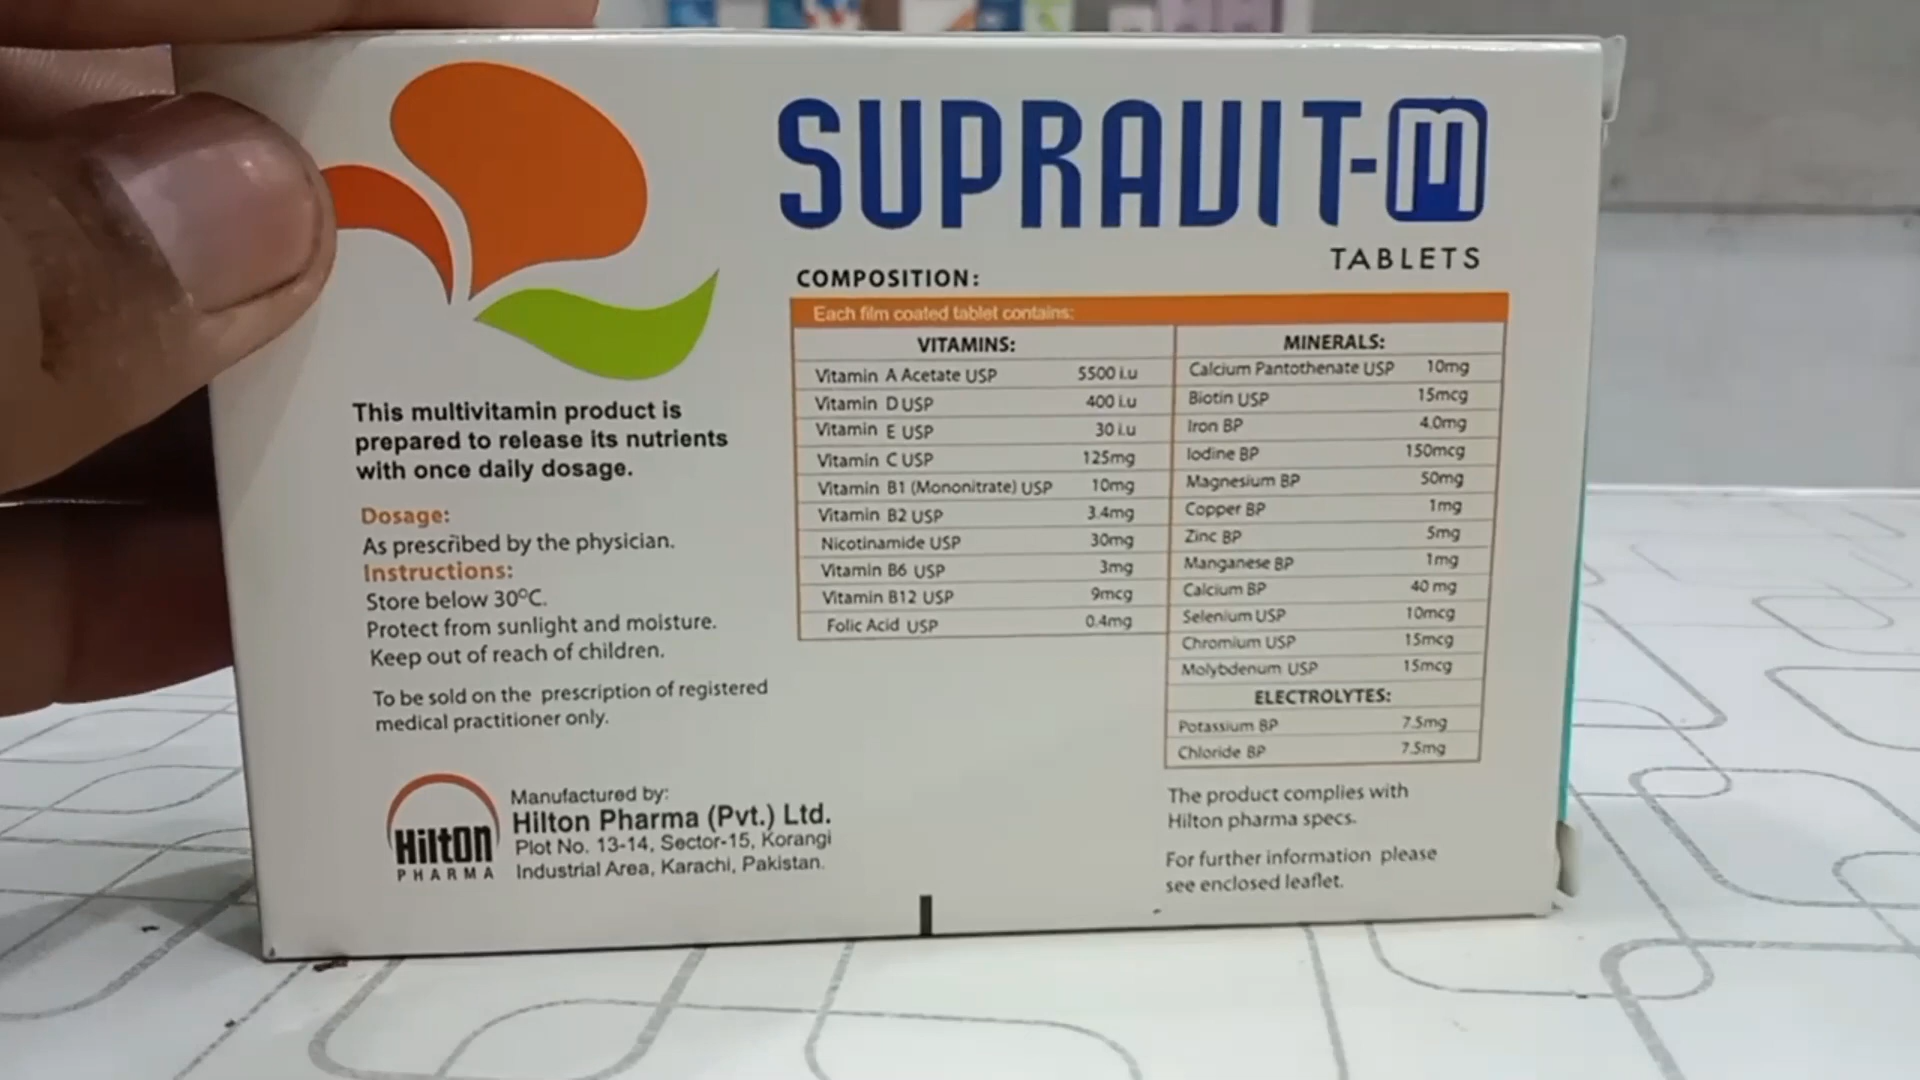 SUPRAVIT-M
TABLETS
This multivitamin product is
prepared to release its nutrients
with once daily dosage.
Dosage:
As prescribed by the physician.
Instructions:
Store below 30°C.
Protect from sunlight and moisture.
Keep out of reach of children.
To be sold on the prescription of registered
medical practitioner only.
Hilton
PHARMA
Manufactured by:
Hilton Pharma (Pvt.) Ltd.
Plot No. 13-14, Sector-15, Korangi
Industrial Area, Karachi, Pakistan.
COMPOSITION:
Each film coated tablet contains:
VITAMINS:
Vitamin A Acetate USP 5500 i.u
Vitamin D USP 400 i.u
Vitamin E USP 30 i.u
Vitamin C USP 125mg
Vitamin B1 (Mononitrate) USP 10mg
Vitamin B2 USP 3.4mg
Nicotinamide USP 30mg
Vitamin B6 USP 3mg
Vitamin B12 USP 9mcg
Folic Acid USP 0.4mg
MINERALS:
Calcium Pantothenate USP 10mg
Biotin USP 15mcg
Iron BP 4.0mg
Iodine BP 150mcg
Magnesium BP 50mg
Copper BP 1mg
Zinc BP 5mg
Manganese BP 1mg
Calcium BP 40 mg
Selenium USP 10mcg
Chromium USP 15mcg
Molybdenum USP 15mcg
ELECTROLYTES:
Potassium BP 7.5mg
Chloride BP 7.5mg
The product complies with
Hilton pharma specs.
For further information please
see enclosed leaflet.